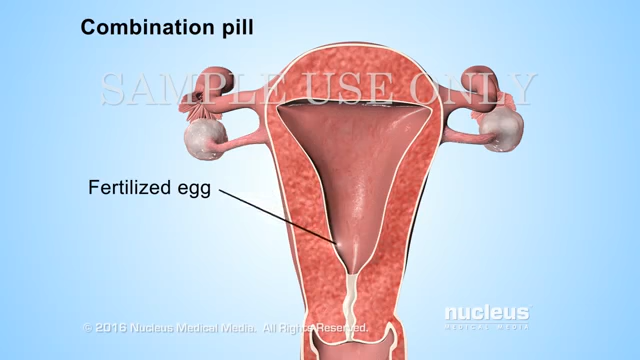 Combination pill
SAMPLE USE ONLY
Fertilized egg
nucleus
MEDICAL MEDIA
© 2016 Nucleus Medical Media. All Rights Reserved.